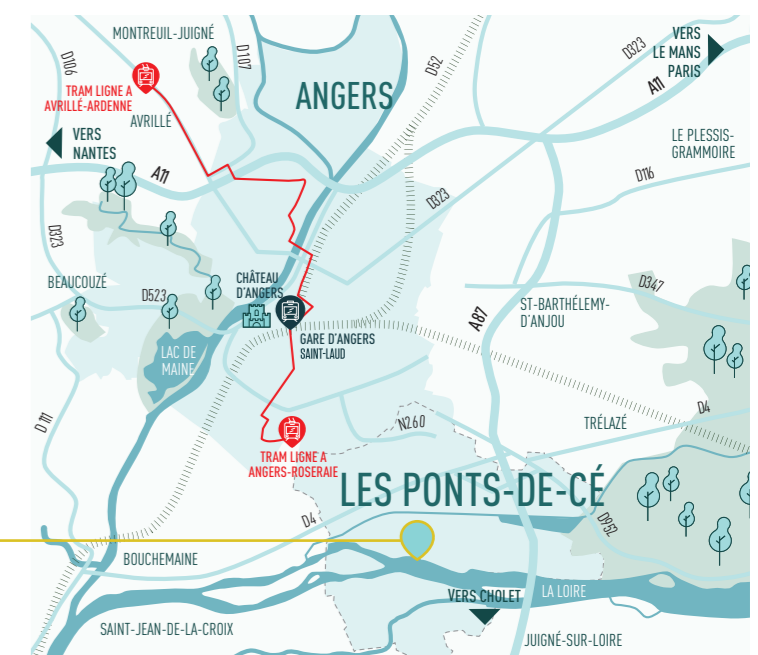 MONTREUIL-JUIGNÉ
D106
D107
TRAM LIGNE A
AVRILLÉ-ARDENNE
AVRILLÉ
VERS
NANTES
A11
ANGERS
D52
D323
A11
VERS
LE MANS
PARIS
LE PLESSIS-
GRAMMOIRE
D116
D323
D323
BEAUCOUZÉ
D523
CHÂTEAU
D'ANGERS
GARE D'ANGERS
SAINT-LAUD
LAC DE
MAINE
A87
ST-BARTHÉLEMY-
D'ANJOU
D347
D111
TRAM LIGNE A
ANGERS-ROSERAIE
N260
TRÉLAZÉ
D4
LES PONTS-DE-CÉ
D4
D952
BOUCHEMAINE
VERS CHOLET
LA LOIRE
SAINT-JEAN-DE-LA-CROIX
JUIGNÉ-SUR-LOIRE